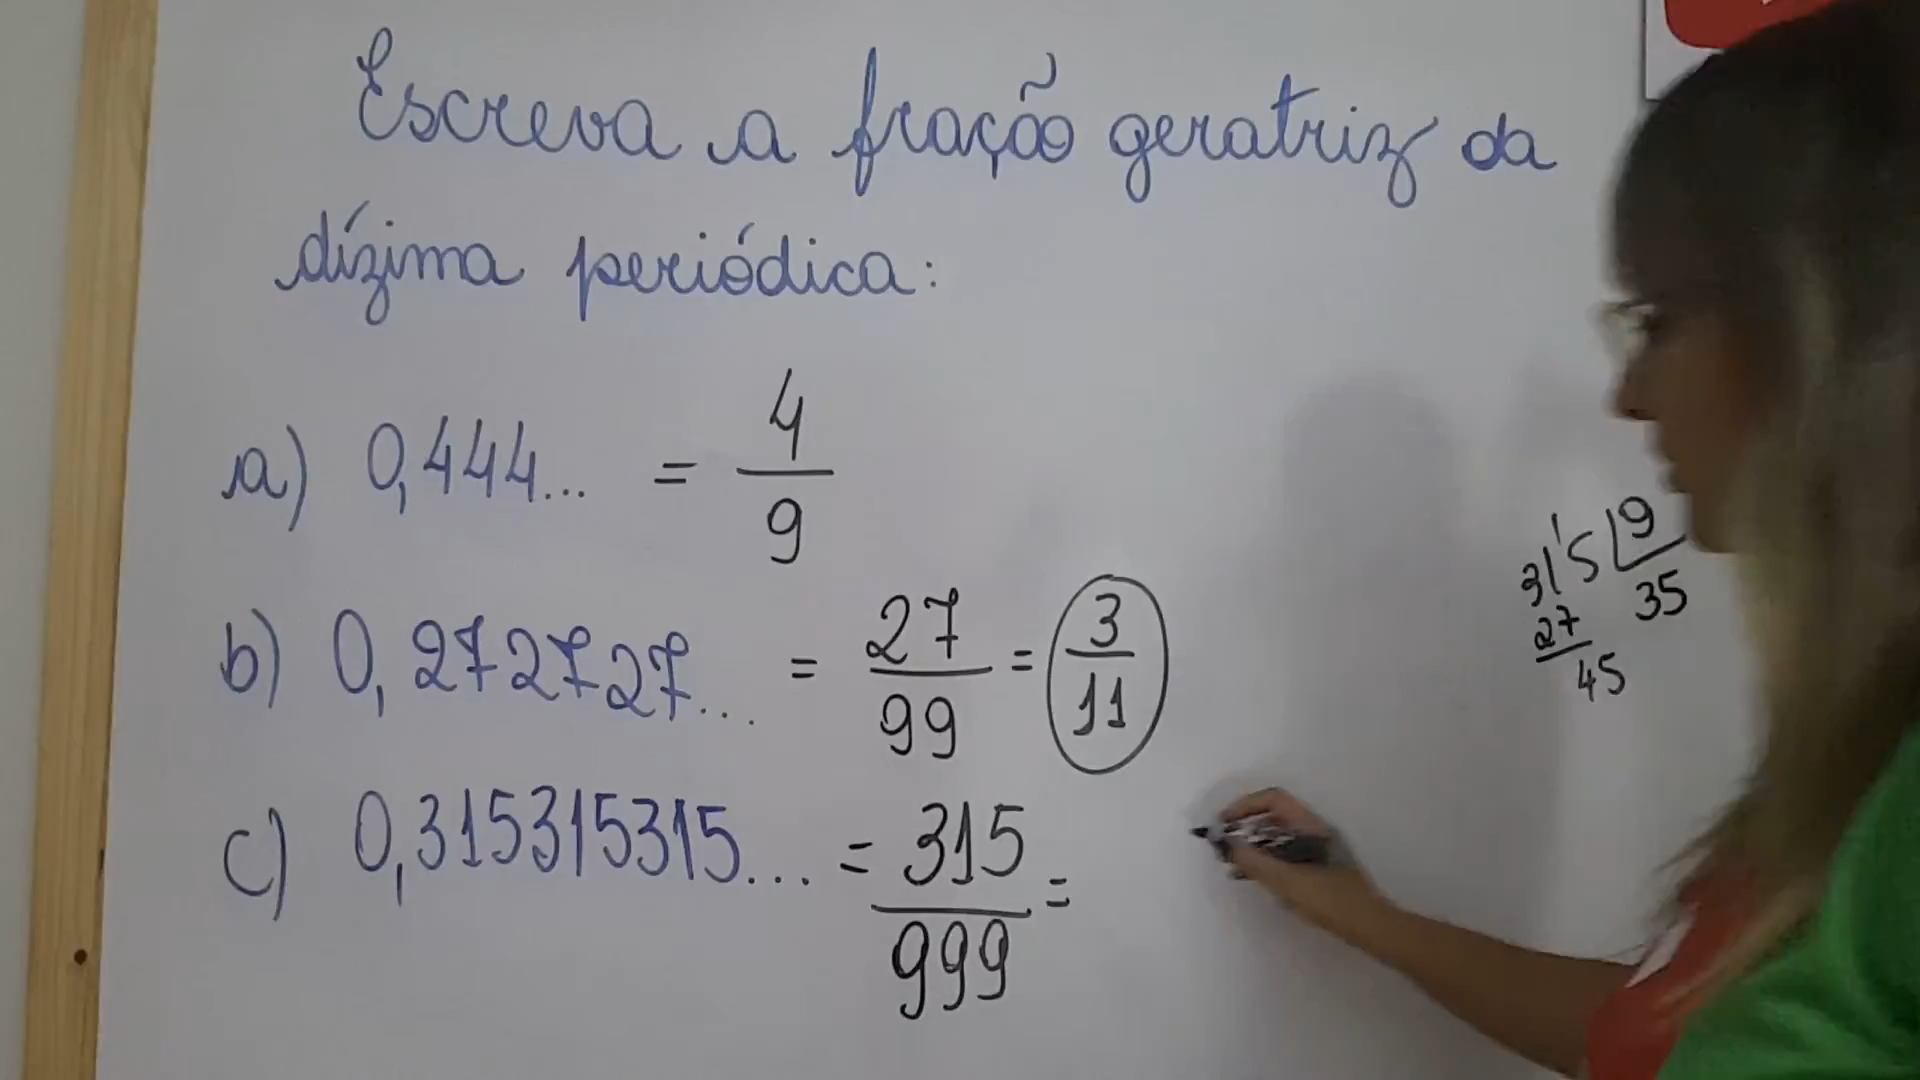 Escreva a fração geratriz da
dízima periódica:
a) 0,444... = 4/9
b) 0,272727... = 27/99 = 3/11
c) 0,315315315... = 315/999 =
315 | 9
27 35
45